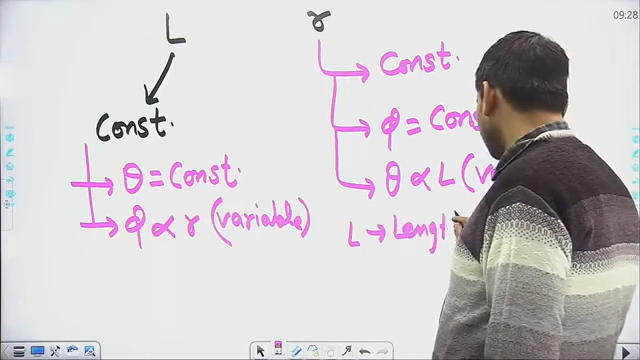 09:28
L
Const.
θ = Const.
φ ∝ r (variable)
r
Const.
φ = Cons
θ ∝ L (v
L → Lengt